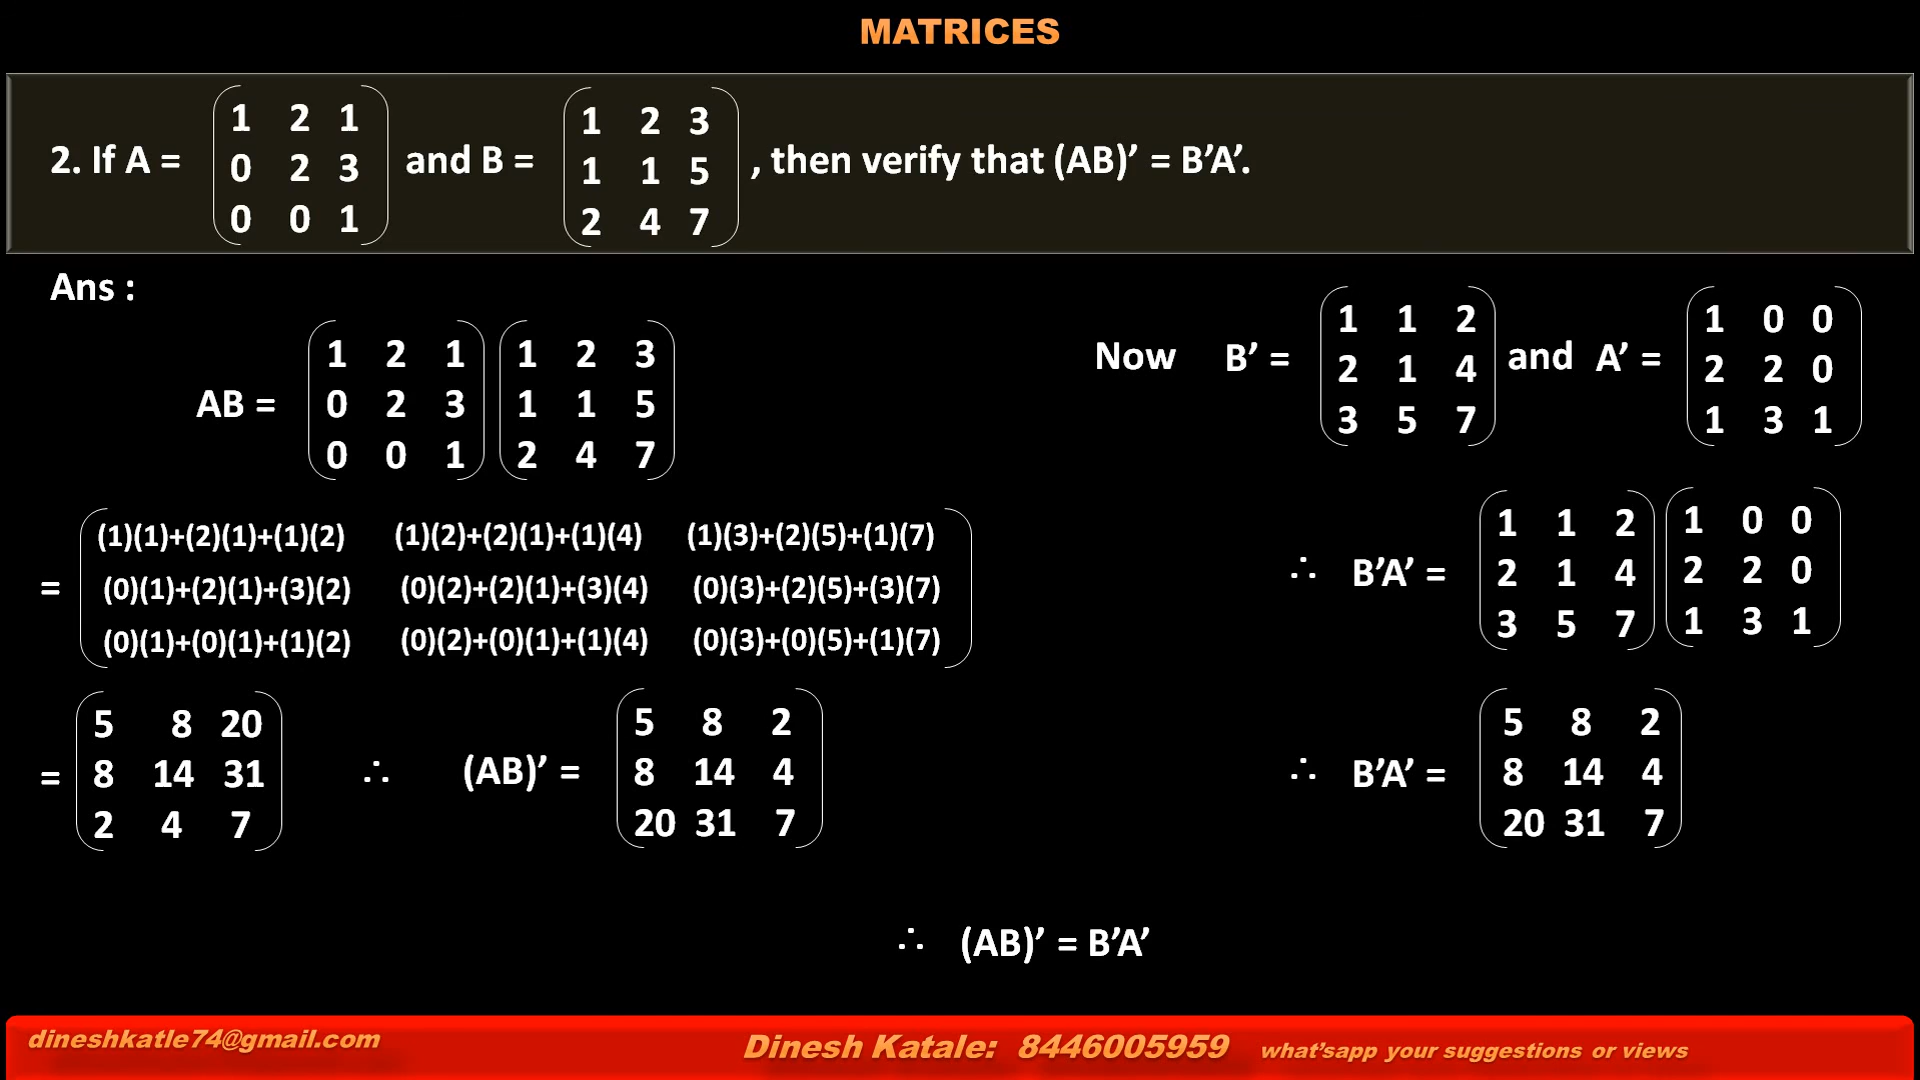 MATRICES
1 2 1 1 2 3
2. If A = 0 2 3 and B = 1 1 5 , then verify that (AB)’ = B’A’.
0 0 1 2 4 7
Ans :
1 2 1 1 2 3
AB = 0 2 3 1 1 5
0 0 1 2 4 7
(1)(1)+(2)(1)+(1)(2) (1)(2)+(2)(1)+(1)(4) (1)(3)+(2)(5)+(1)(7)
= (0)(1)+(2)(1)+(3)(2) (0)(2)+(2)(1)+(3)(4) (0)(3)+(2)(5)+(3)(7)
(0)(1)+(0)(1)+(1)(2) (0)(2)+(0)(1)+(1)(4) (0)(3)+(0)(5)+(1)(7)
5 8 20 5 8 2
= 8 14 31 ∴ (AB)’ = 8 14 4
2 4 7 20 31 7
1 1 2 1 0 0
Now B’ = 2 1 4 and A’ = 2 2 0
3 5 7 1 3 1
1 1 2 1 0 0
∴ B’A’ = 2 1 4 2 2 0
3 5 7 1 3 1
5 8 2
∴ B’A’ = 8 14 4
20 31 7
∴ (AB)’ = B’A’
dineshkatle74@gmail.com Dinesh Katale: 8446005959 what’sapp your suggestions or views